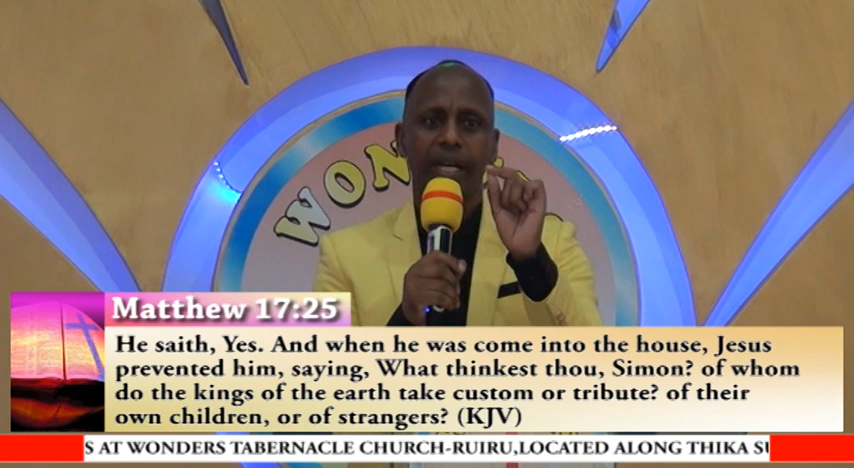 WON
Matthew 17:25
He saith, Yes. And when he was come into the house, Jesus
prevented him, saying, What thinkest thou, Simon? of whom
do the kings of the earth take custom or tribute? of their
own children, or of strangers? (KJV)
S AT WONDERS TABERNACLE CHURCH-RUIRU,LOCATED ALONG THIKA